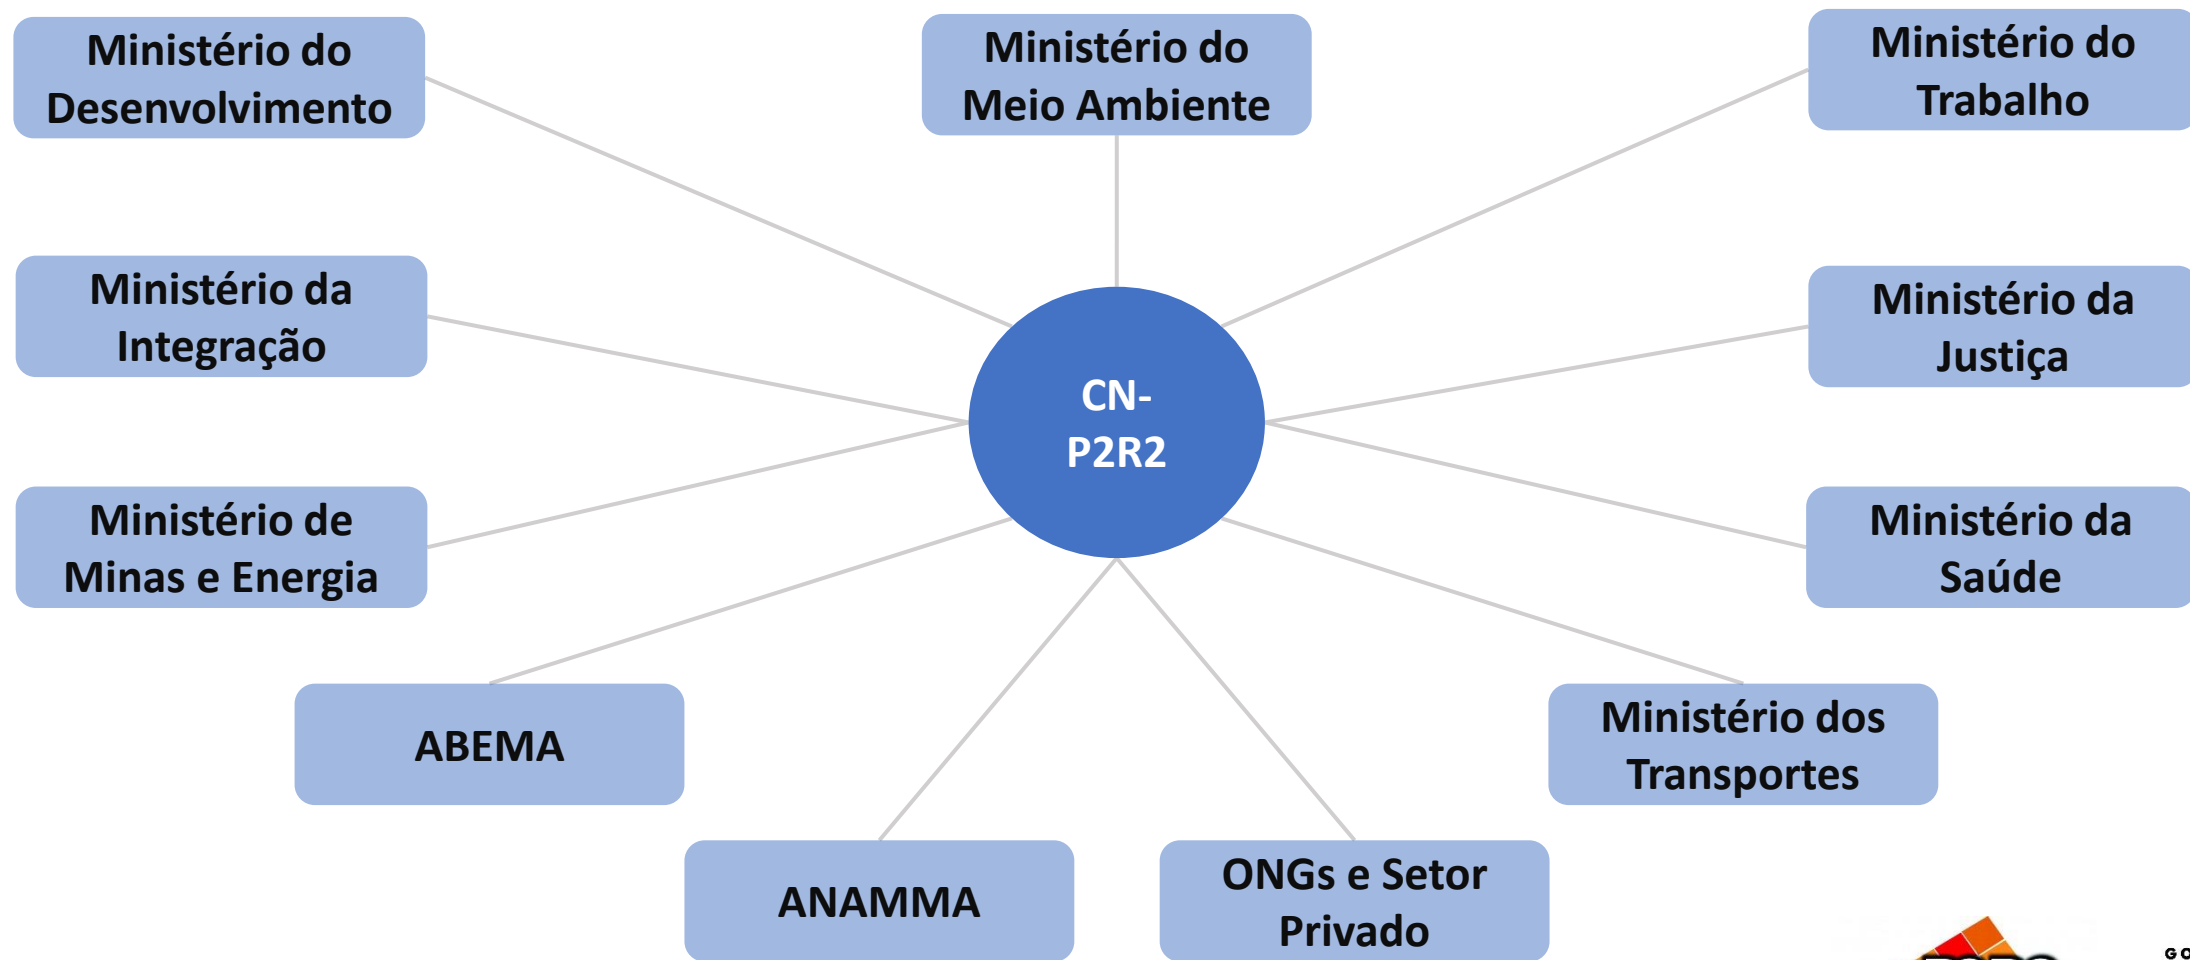 Ministério do
Desenvolvimento
Ministério do
Meio Ambiente
Ministério do
Trabalho
Ministério da
Integração
Ministério da
Justiça
CN-
P2R2
Ministério de
Minas e Energia
Ministério da
Saúde
ABEMA
Ministério dos
Transportes
ANAMMA
ONGs e Setor
Privado